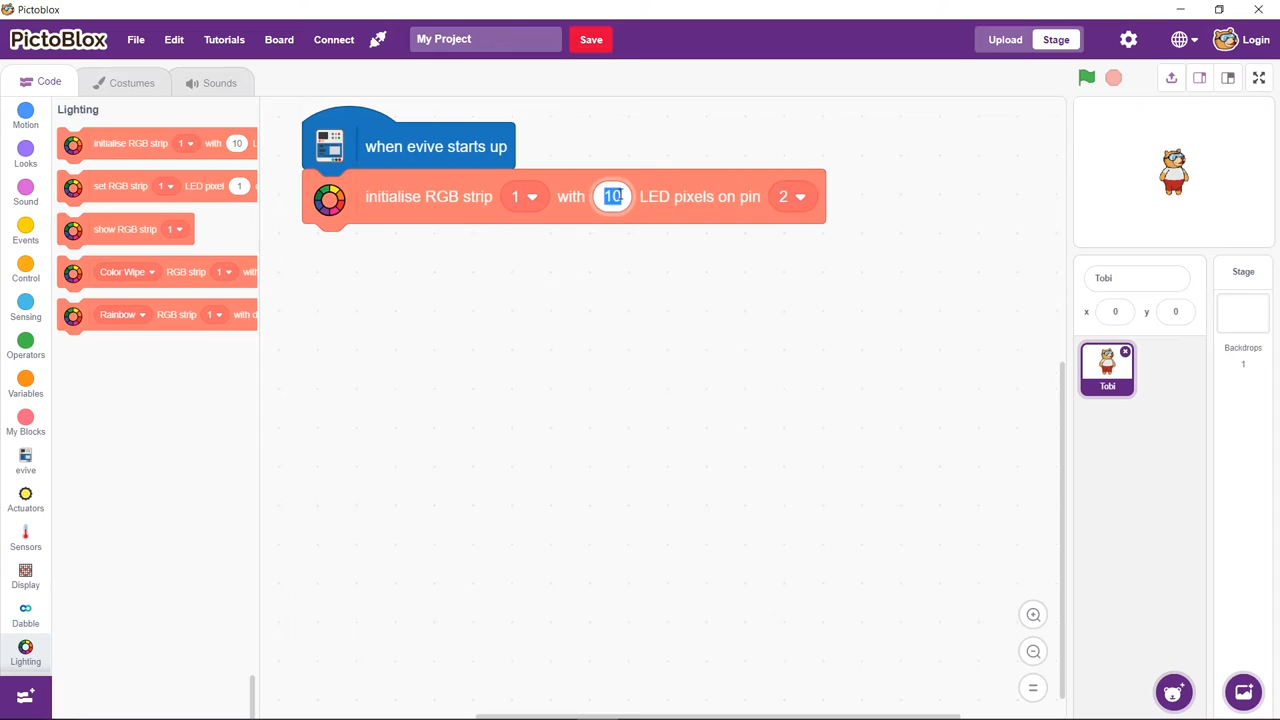 Pictoblox
PictoBlox File Edit Tutorials Board Connect My Project Save Upload Stage Login
Code Costumes Sounds
Motion
Looks
Sound
Events
Control
Sensing
Operators
Variables
My Blocks
evive
Actuators
Sensors
Display
Dabble
Lighting
Lighting
initialise RGB strip 1 with 10 L
set RGB strip 1 LED pixel 1
show RGB strip 1
Color Wipe RGB strip 1 with
Rainbow RGB strip 1 with d
when evive starts up
initialise RGB strip 1 with 10 LED pixels on pin 2
Tobi
x 0 y 0
Tobi
Stage
Backdrops
1